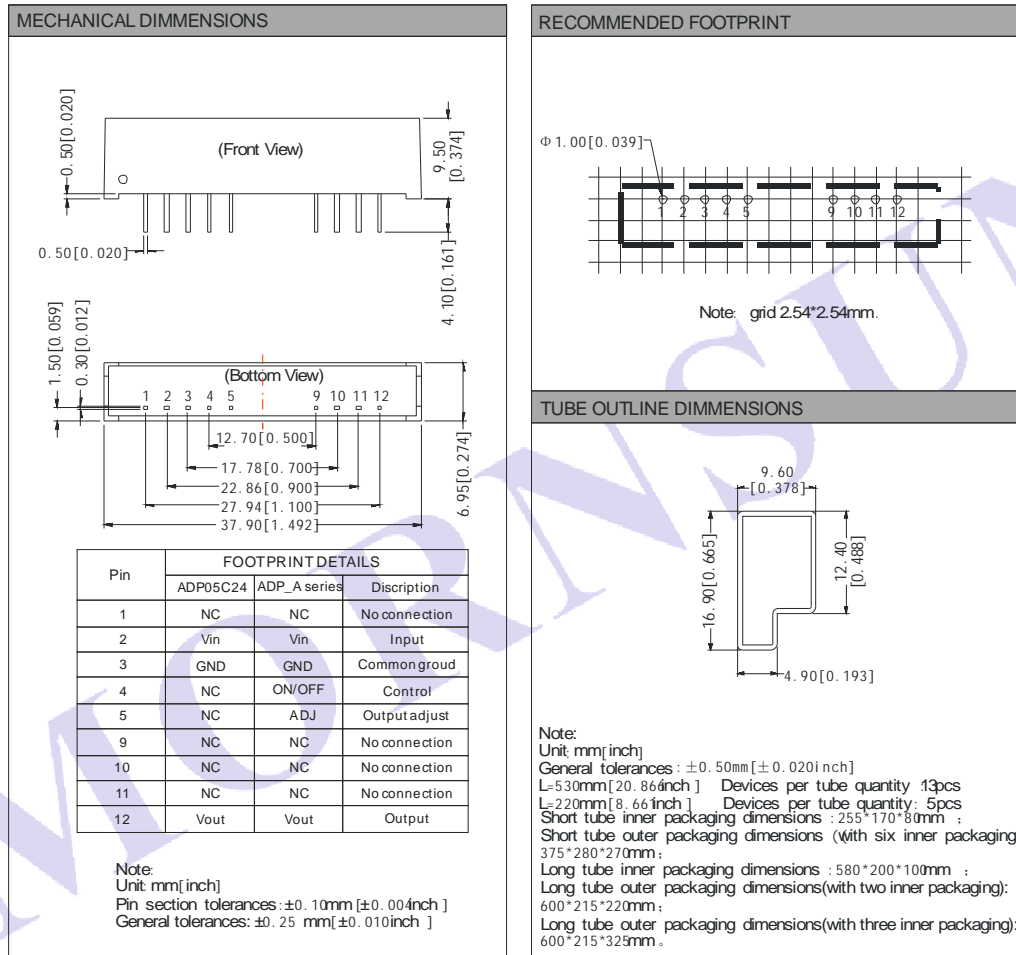 MECHANICAL DIMMENSIONS
0.50[0.020]
(Front View)
9.50
[0.374]
0.50[0.020]
4.10[0.161]
1.50[0.059]
0.30[0.012]
(Bottom View)
1 2 3 4 5 9 10 11 12
12.70[0.500]
17.78[0.700]
22.86[0.900]
27.94[1.100]
37.90[1.492]
6.95[0.274]
Pin FOOTPRINT DETAILS
ADP05C24 ADP_A series Discription
1 NC NC No connection
2 Vin Vin Input
3 GND GND Common groud
4 NC ON/OFF Control
5 NC ADJ Output adjust
9 NC NC No connection
10 NC NC No connection
11 NC NC No connection
12 Vout Vout Output
Note:
Unit: mm[inch]
Pin section tolerances:±0.10mm [±0.004inch ]
General tolerances: ±0.25 mm[±0.010inch ]
RECOMMENDED FOOTPRINT
Φ1.00[0.039]
1 2 3 4 5 9 10 11 12
Note: grid 2.54*2.54mm.
TUBE OUTLINE DIMMENSIONS
9.60
[0.378]
16.90[0.665]
12.40
[0.488]
4.90[0.193]
Note:
Unit: mm[inch]
General tolerances:±0.50mm[±0.020inch]
L=530mm[20.866inch ] Devices per tube quantity :13pcs
L=220mm[8.661inch ] Devices per tube quantity: 5pcs
Short tube inner packaging dimensions :255*170*80mm ;
Short tube outer packaging dimensions (with six inner packaging
375*280*270mm;
Long tube inner packaging dimensions :580*200*100mm ;
Long tube outer packaging dimensions(with two inner packaging):
600*215*220mm;
Long tube outer packaging dimensions(with three inner packaging):
600*215*325mm。
MORNSUN